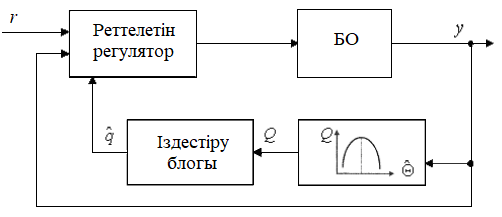 r
Реттелетін
регулятор
БО
y
q̂
Іздестіру
блогы
Q
Q
Θ̂